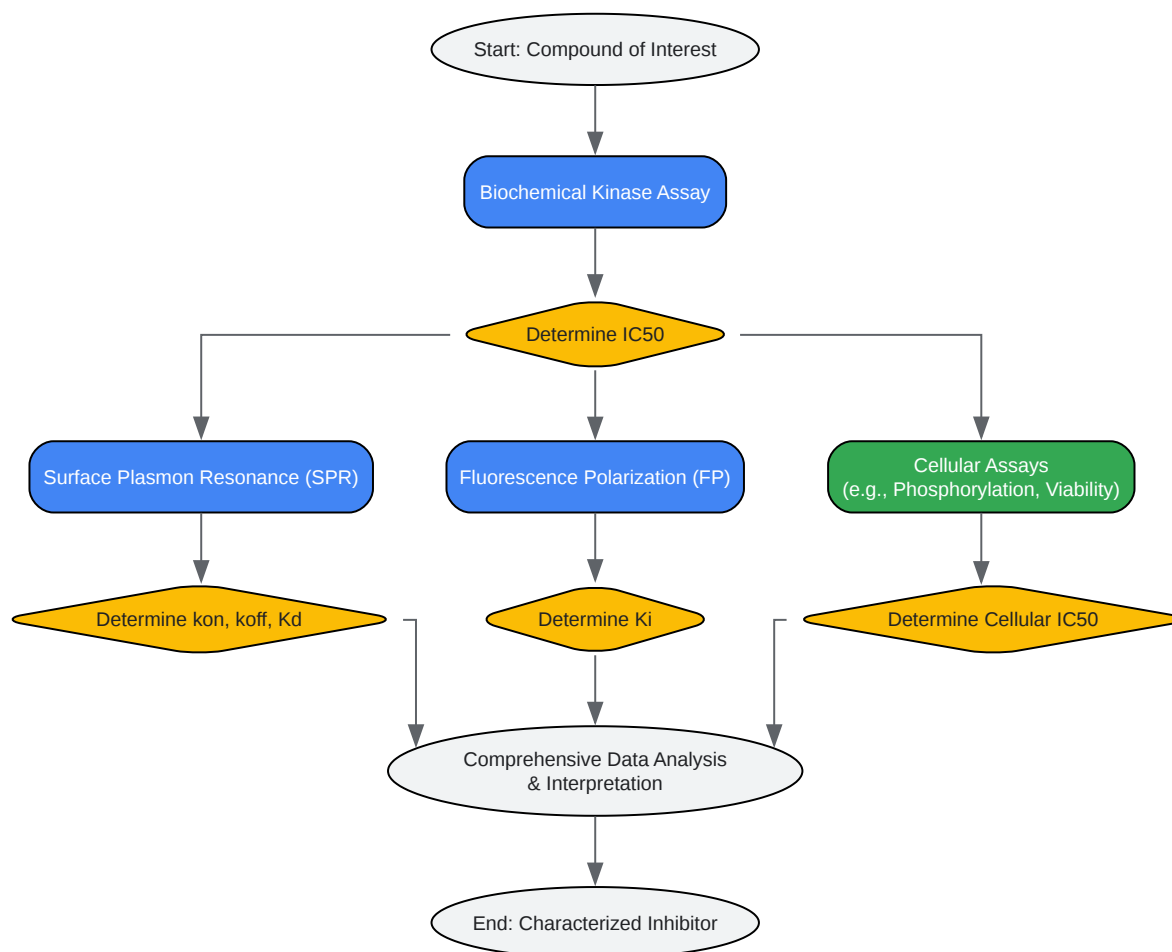 Start: Compound of Interest
Biochemical Kinase Assay
Determine IC50
Surface Plasmon Resonance (SPR)
Fluorescence Polarization (FP)
Cellular Assays
(e.g., Phosphorylation, Viability)
Determine kon, koff, Kd
Determine Ki
Determine Cellular IC50
Comprehensive Data Analysis
& Interpretation
End: Characterized Inhibitor